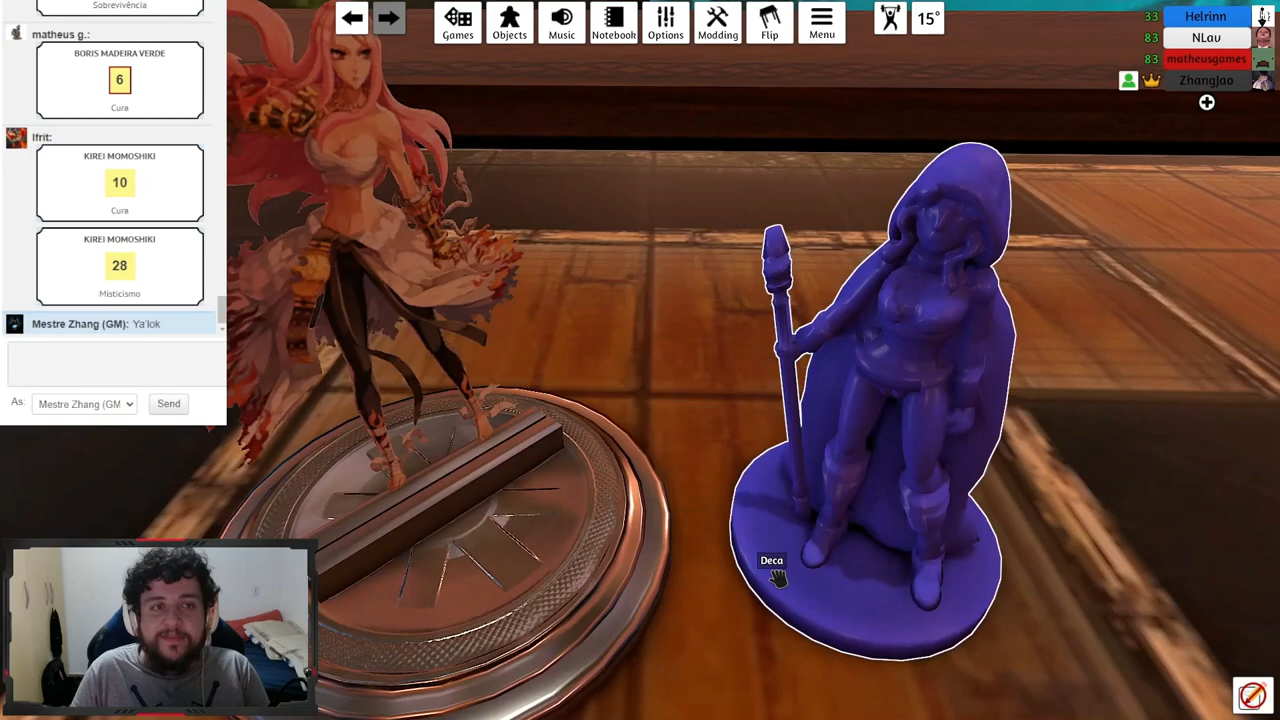 Sobrevivência
matheus g.:
BORIS MADEIRA VERDE
6
Cura
Ifrit:
KIREI MOMOSHIKI
10
Cura
KIREI MOMOSHIKI
28
Misticismo
Mestre Zhang (GM): Ya'lok
As: Mestre Zhang (GM
Send
Games
Objects
Music
Notebook
Options
Modding
Flip
Menu
15°
33 Helrinn
83 NLav
83 matheusgames
Zhangjao
Deca